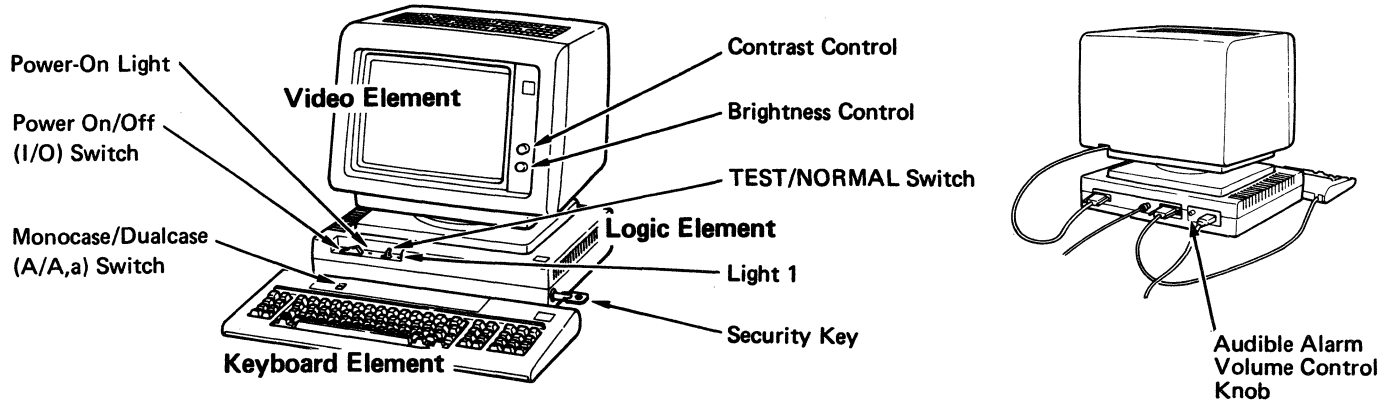 Power-On Light
Power On/Off
(I/O) Switch
Monocase/Dualcase
(A/A,a) Switch
Video Element
Logic Element
Keyboard Element
Contrast Control
Brightness Control
TEST/NORMAL Switch
Light 1
Security Key
Audible Alarm
Volume Control
Knob